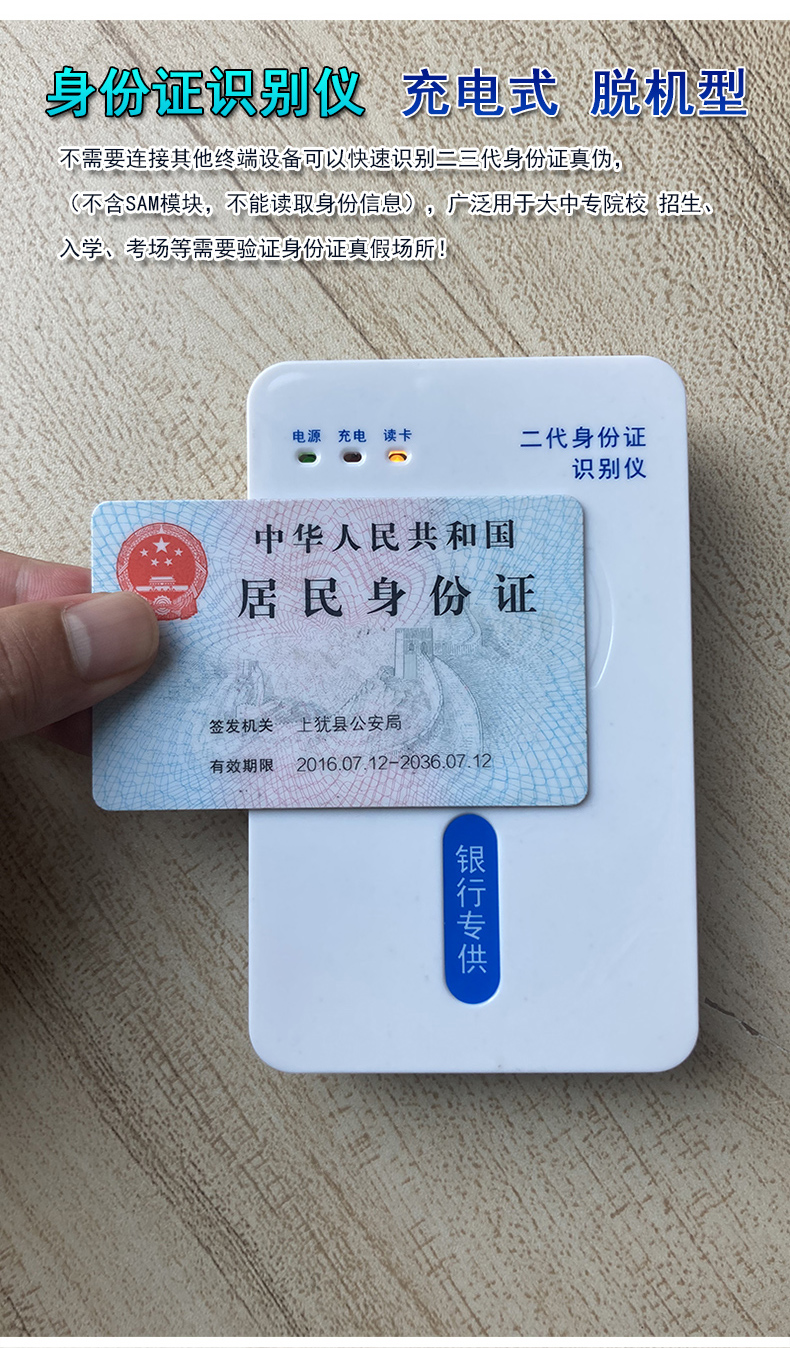 身份证识别仪 充电式 脱机型
不需要连接其他终端设备可以快速识别二三代身份证真伪,
(不含SAM模块，不能读取身份信息），广泛用于大中专院校 招生、
入学、考场等需要验证身份证真假场所！
电源 充电 读卡
二代身份证
识别仪
中华人民共和国
居民身份证
签发机关 上犹县公安局
有效期限 2016.07.12-2036.07.12
银行专供